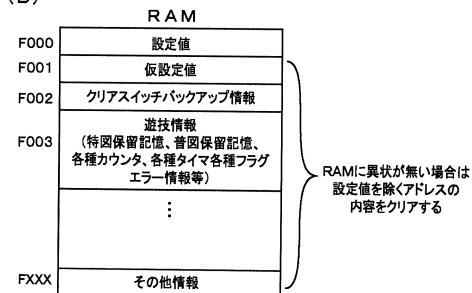 (B)
RAM
F000
設定値
F001
仮設定値
F002
クリアスイッチバックアップ情報
F003
遊技情報
(特図保留記憶、普図保留記憶、
各種カウンタ、各種タイマ各種フラグ
エラー情報等)
⋮
FXXX
その他情報
RAMに異状が無い場合は
設定値を除くアドレスの
内容をクリアする